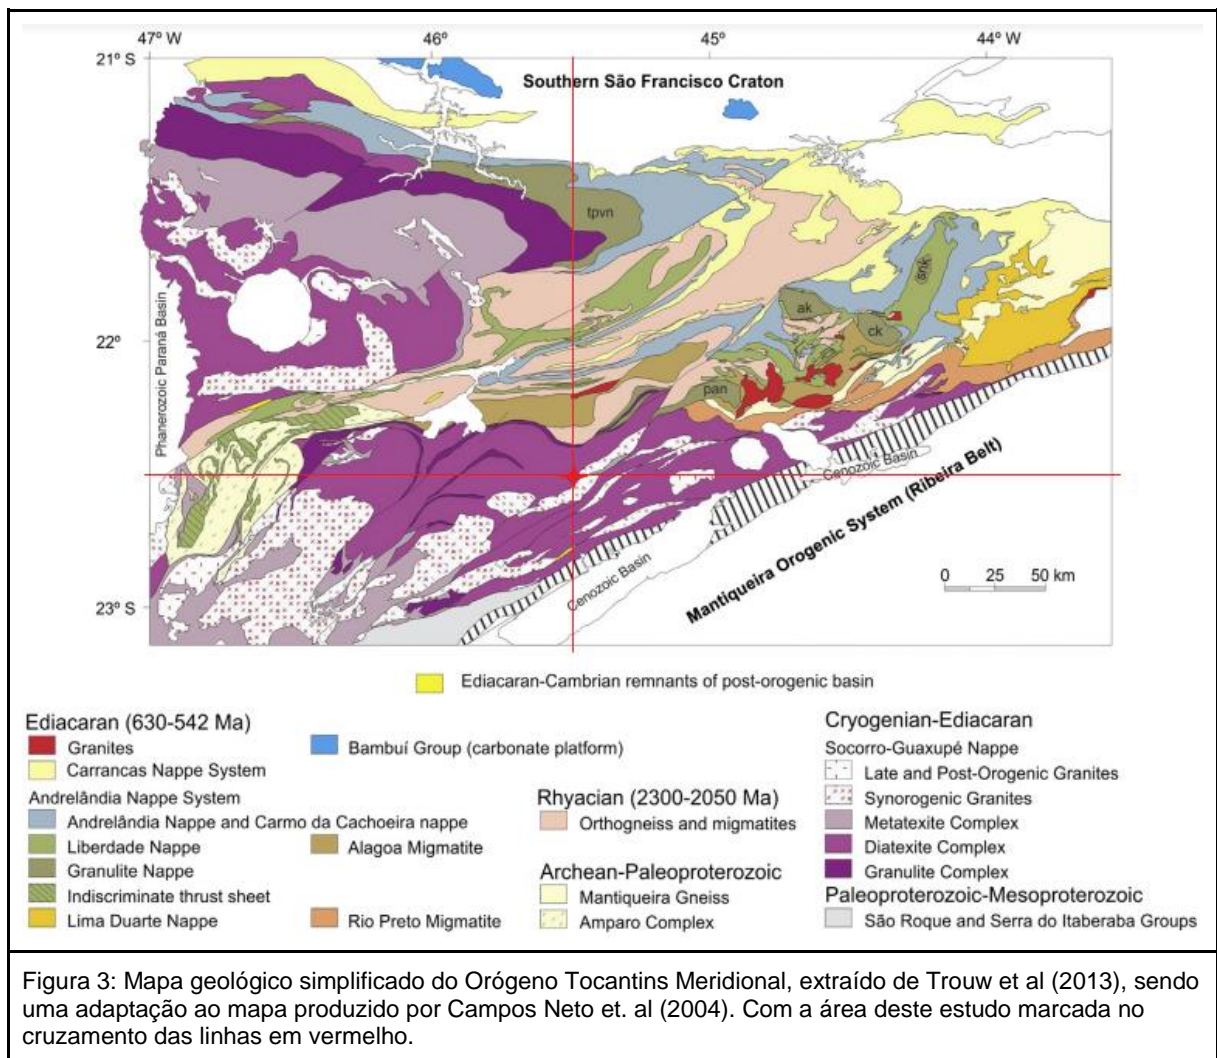 47º W
46º
45º
44º W
21º S
Southern São Francisco Craton
tpvn
snk
ak
ck
22º
pan
Phanerozoic Paraná Basin
Cenozoic Basin
Mantiqueira Orogenic System (Ribeira Belt)
Cenozoic Basin
0 25 50 km
23º S
Ediacaran-Cambrian remnants of post-orogenic basin
Ediacaran (630-542 Ma)
Granites
Carrancas Nappe System
Andrelândia Nappe System
Andrelândia Nappe and Carmo da Cachoeira nappe
Liberdade Nappe
Granulite Nappe
Indiscriminate thrust sheet
Lima Duarte Nappe
Bambuí Group (carbonate platform)
Alagoa Migmatite
Rio Preto Migmatite
Rhyacian (2300-2050 Ma)
Orthogneiss and migmatites
Archean-Paleoproterozoic
Mantiqueira Gneiss
Amparo Complex
Cryogenian-Ediacaran
Socorro-Guaxupé Nappe
Late and Post-Orogenic Granites
Synorogenic Granites
Metatexite Complex
Diatexite Complex
Granulite Complex
Paleoproterozoic-Mesoproterozoic
São Roque and Serra do Itaberaba Groups
Figura 3: Mapa geológico simplificado do Orógeno Tocantins Meridional, extraído de Trouw et al (2013), sendo
uma adaptação ao mapa produzido por Campos Neto et. al (2004). Com a área deste estudo marcada no
cruzamento das linhas em vermelho.